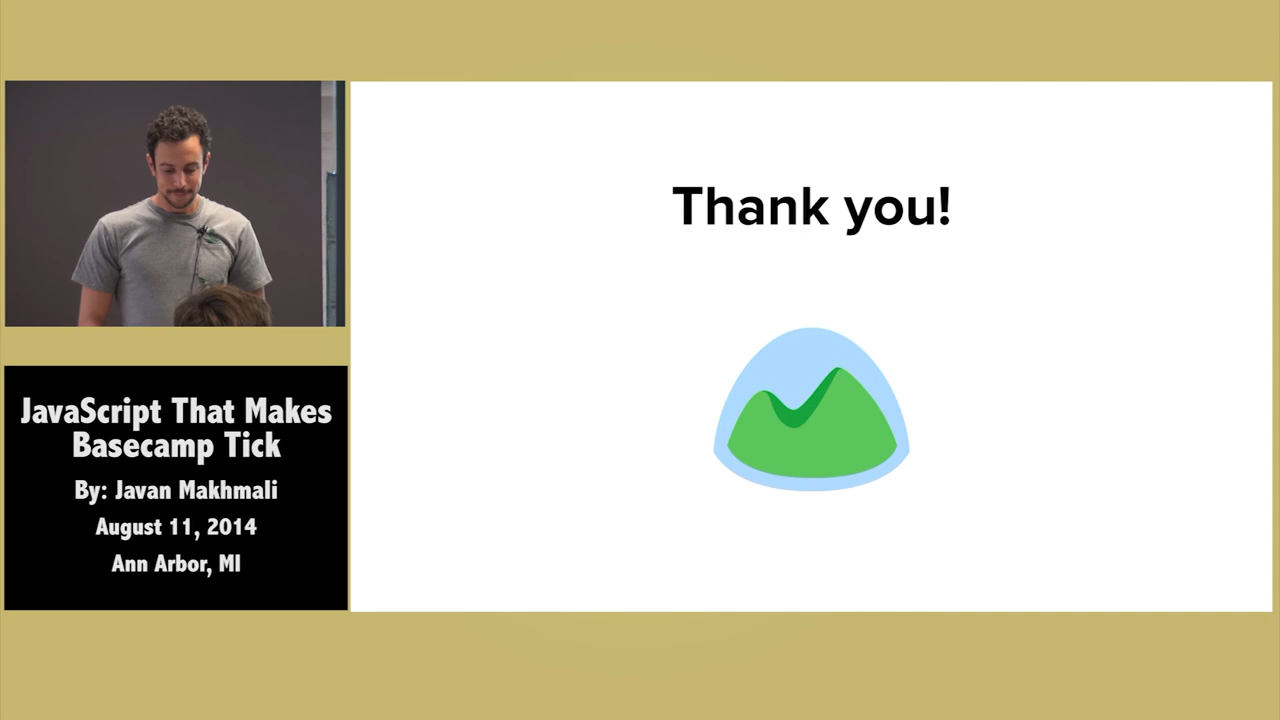 Thank you!
JavaScript That Makes
Basecamp Tick
By: Javan Makhmali
August 11, 2014
Ann Arbor, MI